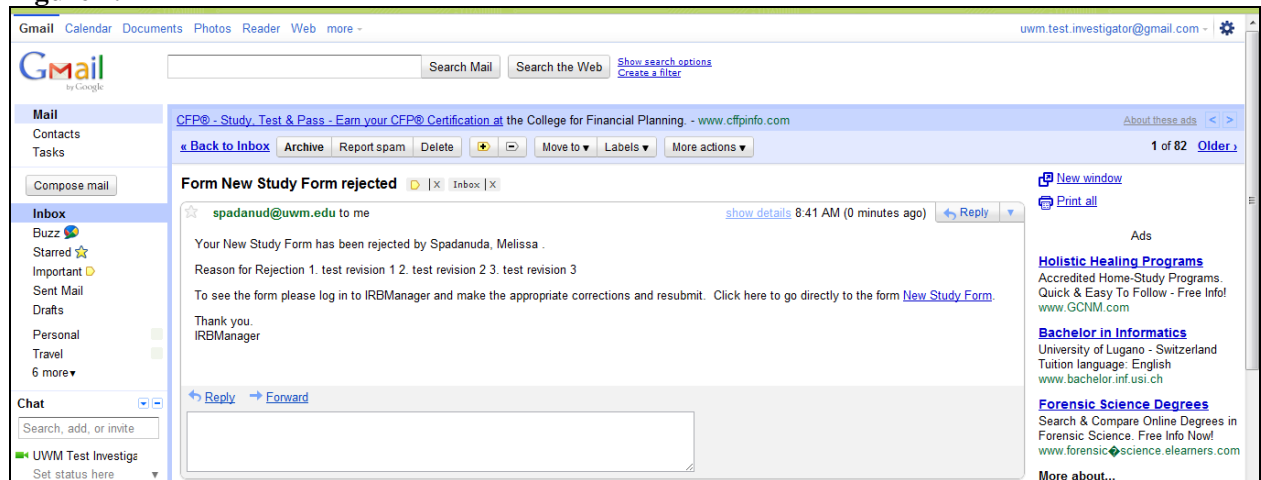 Gmail Calendar Documents Photos Reader Web more
uwm.test.investigator@gmail.com
Gmail
by Google
Search Mail
Search the Web
Show search options
Create a filter
Mail
Contacts
Tasks
Compose mail
Inbox
Buzz
Starred
Important
Sent Mail
Drafts
Personal
Travel
6 more▾
Chat
Search, add, or invite
UWM Test Investiga
Set status here
CFP® - Study, Test & Pass - Earn your CFP® Certification at the College for Financial Planning. - www.cffpinfo.com
About these ads < >
« Back to Inbox Archive Report spam Delete Move to ▾ Labels ▾ More actions ▾
1 of 82 Older ›
Form New Study Form rejected | X Inbox | X
spadanud@uwm.edu to me
show details 8:41 AM (0 minutes ago) Reply
Your New Study Form has been rejected by Spadanuda, Melissa .
Reason for Rejection 1. test revision 1 2. test revision 2 3. test revision 3
To see the form please log in to IRBManager and make the appropriate corrections and resubmit. Click here to go directly to the form New Study Form.
Thank you.
IRBManager
Reply Forward
New window
Print all
Ads
Holistic Healing Programs
Accredited Home-Study Programs.
Quick & Easy To Follow - Free Info!
www.GCNM.com
Bachelor in Informatics
University of Lugano - Switzerland
Tuition language: English
www.bachelor.inf.usi.ch
Forensic Science Degrees
Search & Compare Online Degrees in
Forensic Science. Free Info Now!
www.forensic�science.elearners.com
More about...